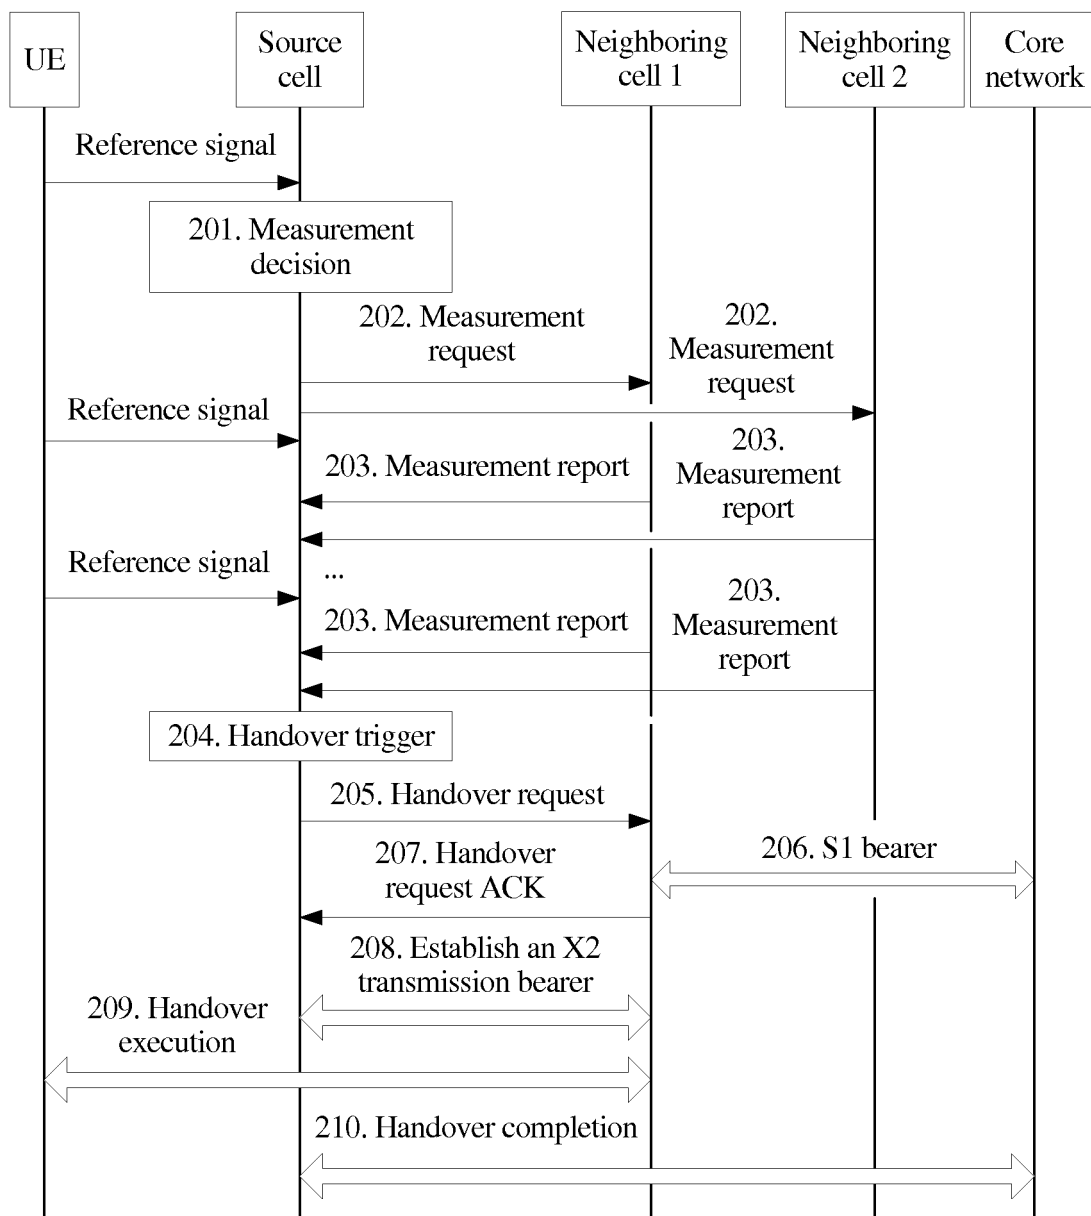 UE
Source
cell
Neighboring
cell 1
Neighboring
cell 2
Core
network
Reference signal
201. Measurement
decision
202. Measurement
request
202.
Measurement
request
Reference signal
203. Measurement report
203.
Measurement
report
Reference signal
...
203. Measurement report
203.
Measurement
report
204. Handover trigger
205. Handover request
206. S1 bearer
207. Handover
request ACK
208. Establish an X2
transmission bearer
209. Handover
execution
210. Handover completion